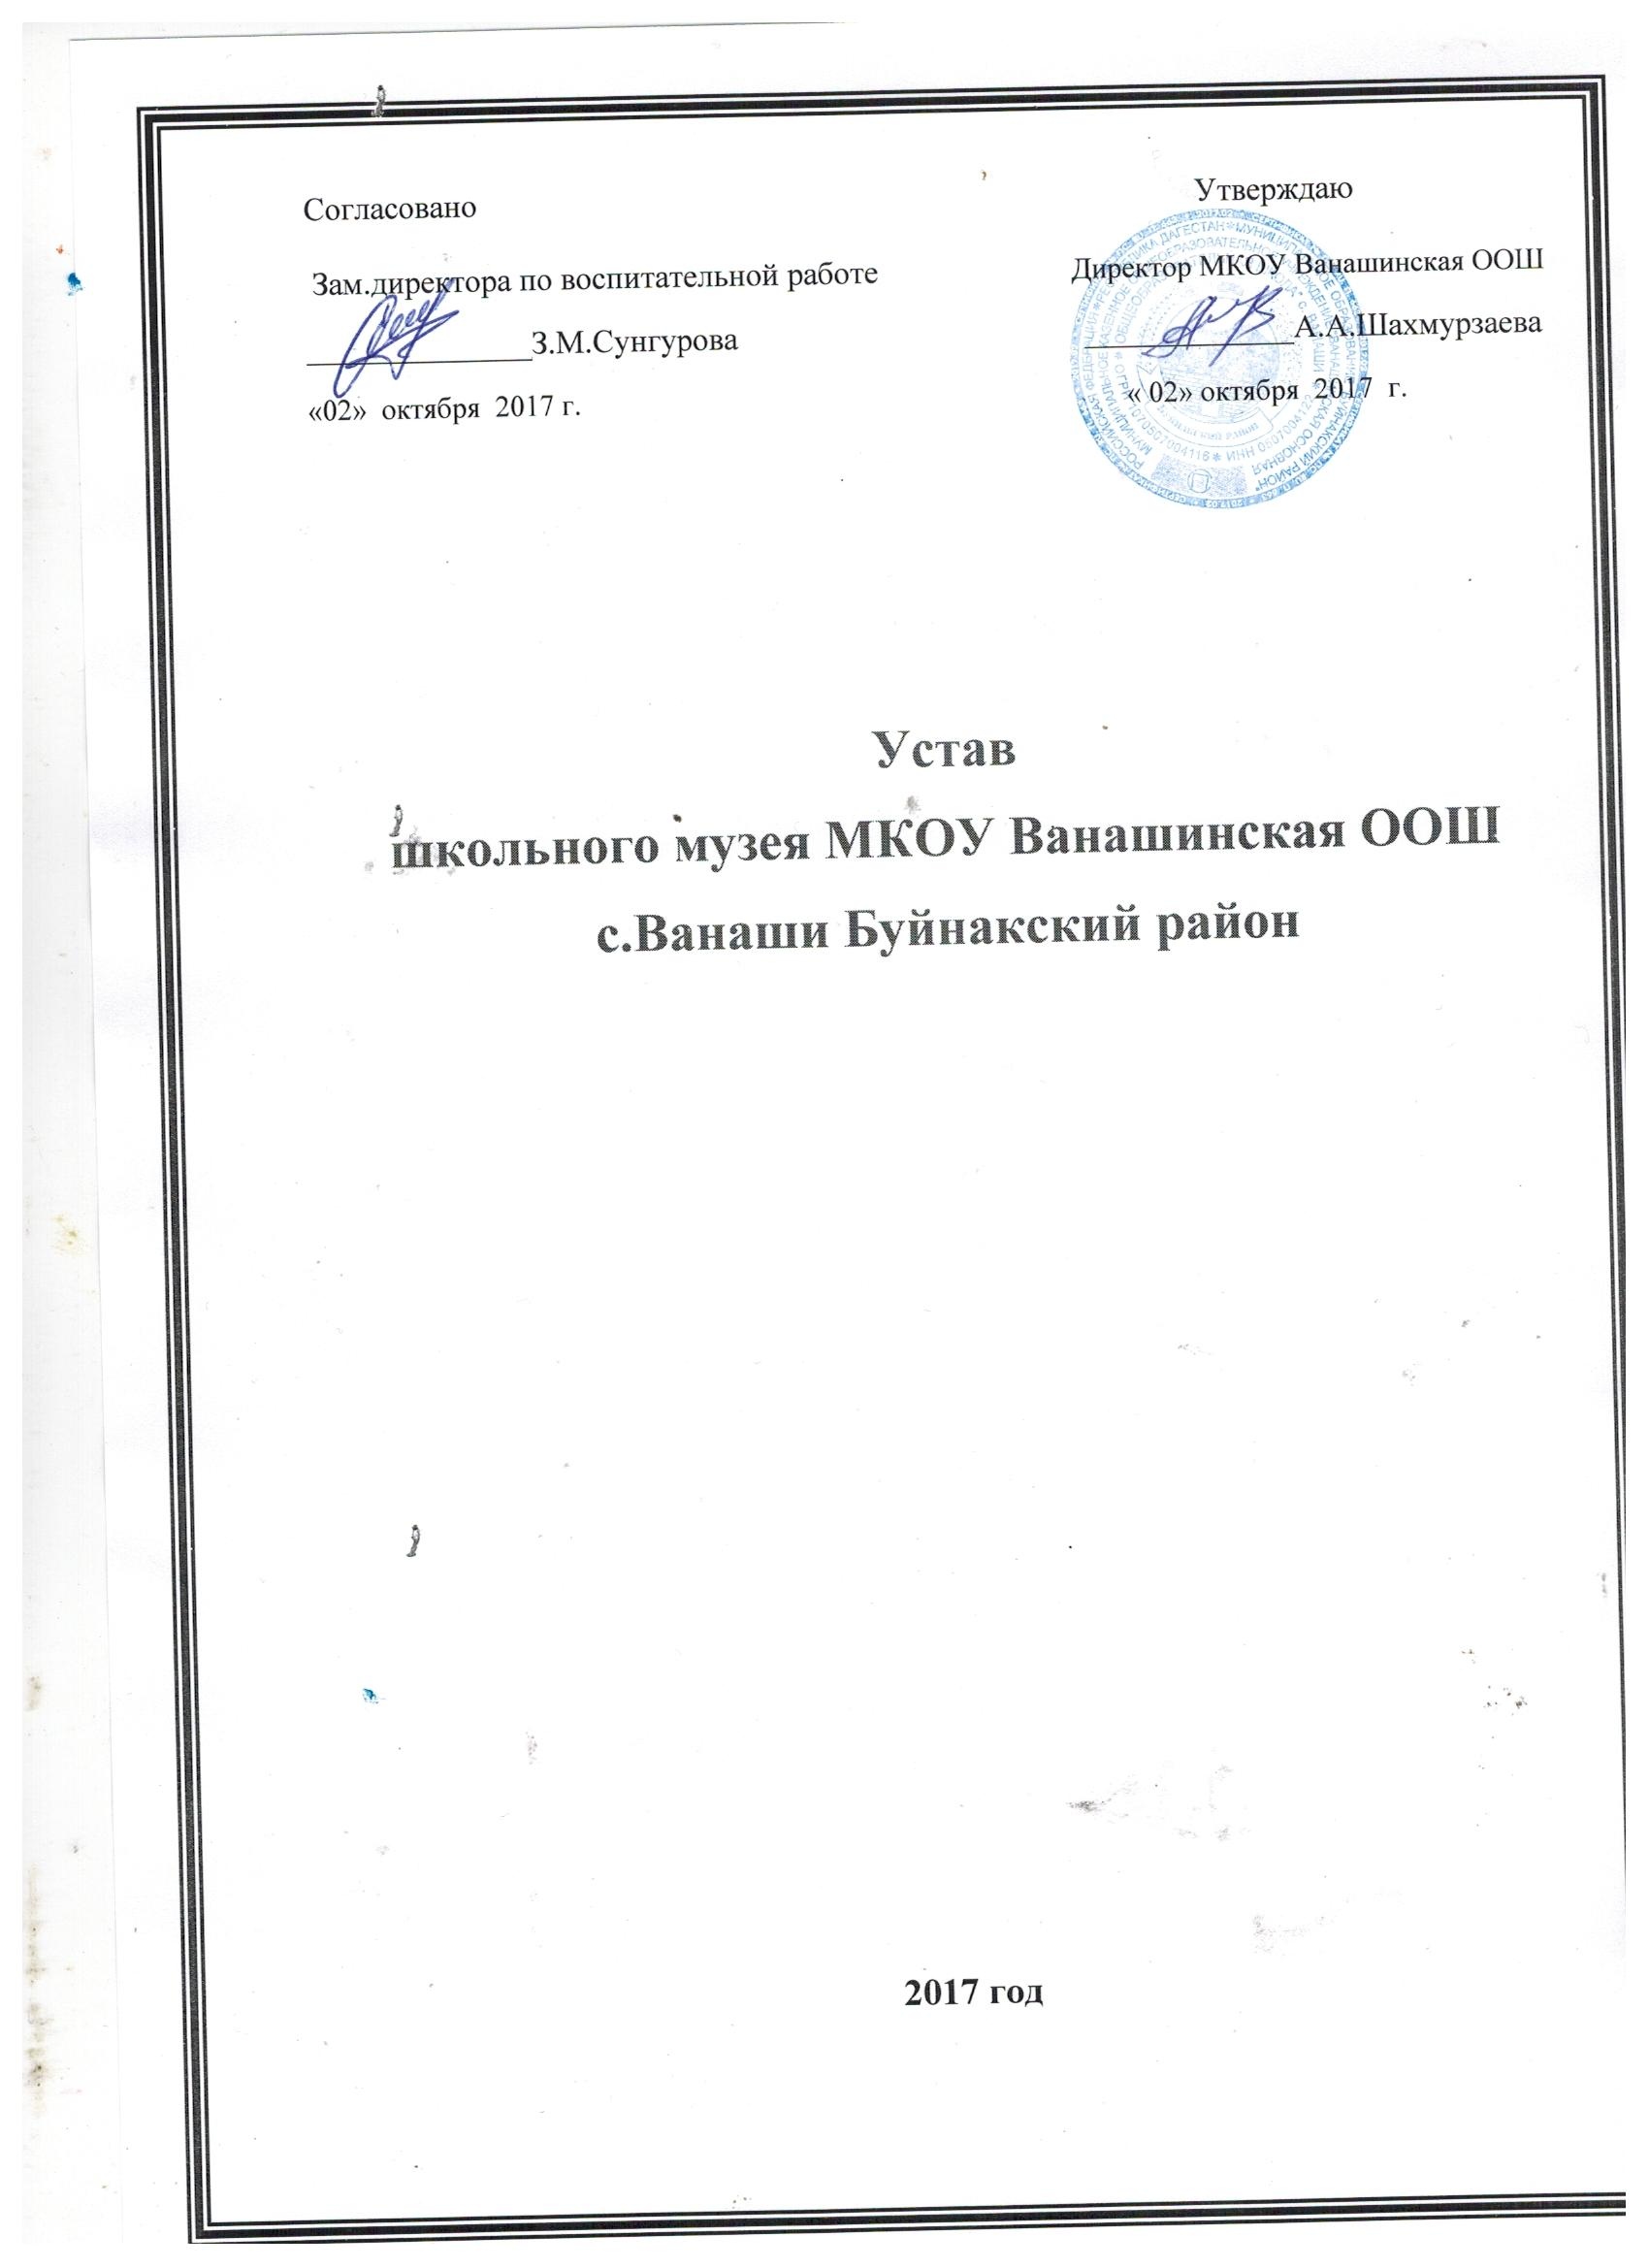 Согласовано
Зам.директора по воспитательной работе
З.М.Сунгурова
«02» октября 2017 г.
Утверждаю
Директор МКОУ Ванашинская ООШ
А.А.Шахмурзаева
« 02» октября 2017 г.
Устав
школьного музея МКОУ Ванашинская ООШ
с.Ванаши Буйнакский район
2017 год